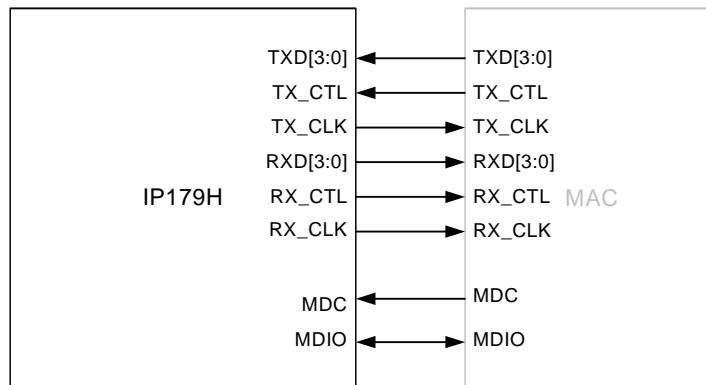 TXD[3:0] TXD[3:0]
TX_CTL TX_CTL
TX_CLK TX_CLK
RXD[3:0] RXD[3:0]
IP179H RX_CTL RX_CTL MAC
RX_CLK RX_CLK
MDC MDC
MDIO MDIO